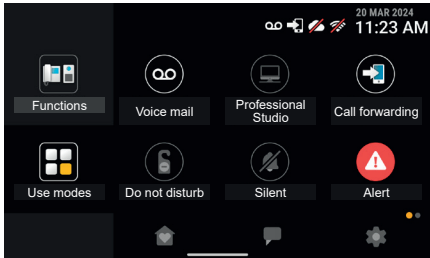 20 MAR 2024
11:23 AM
Functions
Voice mail
Professional
Studio
Call forwarding
Use modes
Do not disturb
Silent
Alert